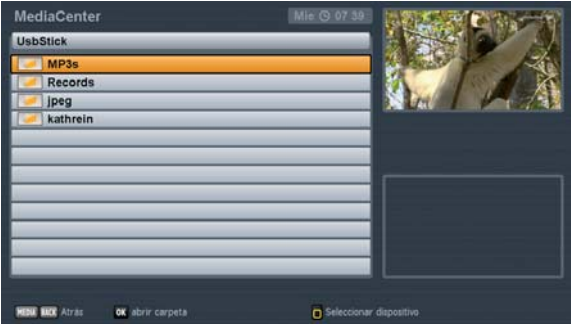 MediaCenter
Mie 07 39
UsbStick
MP3s
Records
jpeg
kathrein
MEDIA BACK Atrás OK abrir carpeta Seleccionar dispositivo